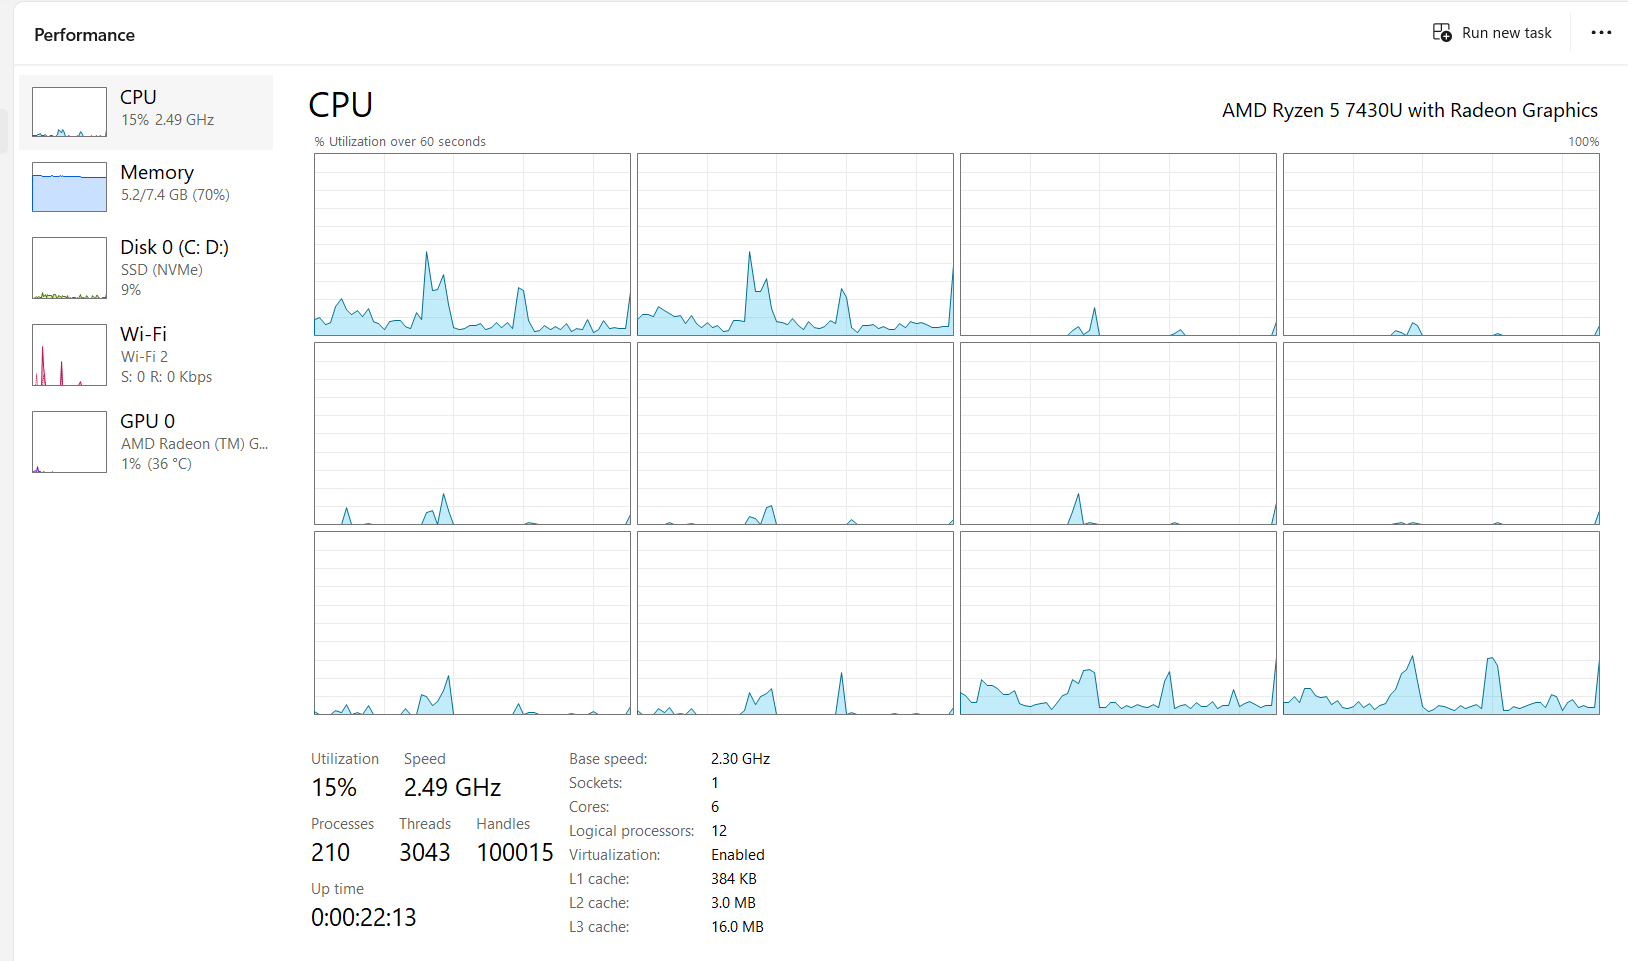 Performance
Run new task
CPU
15% 2.49 GHz
Memory
5.2/7.4 GB (70%)
Disk 0 (C: D:)
SSD (NVMe)
9%
Wi-Fi
Wi-Fi 2
S: 0 R: 0 Kbps
GPU 0
AMD Radeon (TM) G...
1% (36 °C)
CPU
AMD Ryzen 5 7430U with Radeon Graphics
% Utilization over 60 seconds
100%
Utilization
15%
Speed
2.49 GHz
Processes
210
Threads
3043
Handles
100015
Up time
0:00:22:13
Base speed: 2.30 GHz
Sockets: 1
Cores: 6
Logical processors: 12
Virtualization: Enabled
L1 cache: 384 KB
L2 cache: 3.0 MB
L3 cache: 16.0 MB